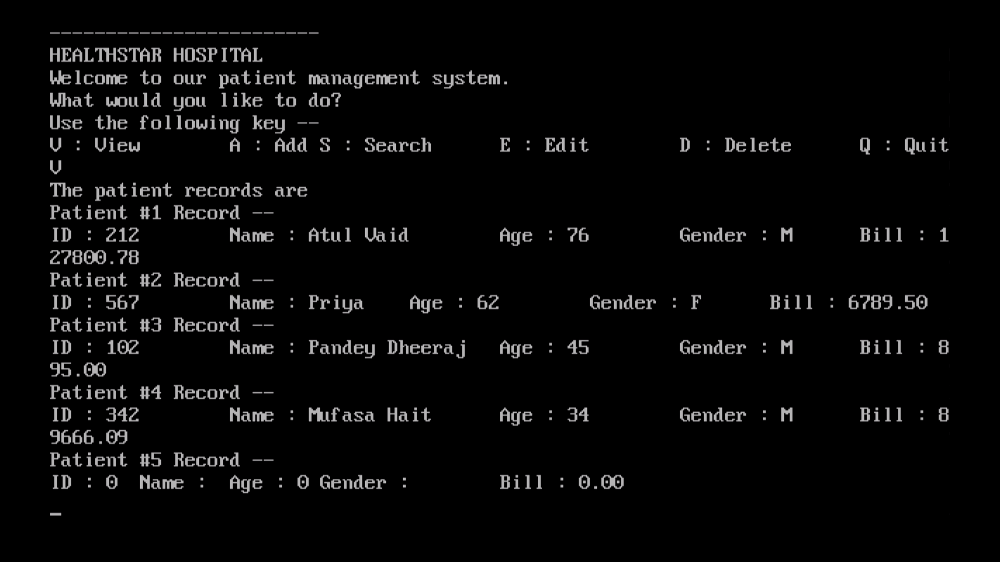 ------------------------
HEALTHSTAR HOSPITAL
Welcome to our patient management system.
What would you like to do?
Use the following key --
V : View        A : Add S : Search      E : Edit        D : Delete      Q : Quit
V
The patient records are
Patient #1 Record --
ID : 212        Name : Atul Vaid        Age : 76        Gender : M      Bill : 1
27800.78
Patient #2 Record --
ID : 567        Name : Priya    Age : 62        Gender : F      Bill : 6789.50
Patient #3 Record --
ID : 102        Name : Pandey Dheeraj   Age : 45        Gender : M      Bill : 8
95.00
Patient #4 Record --
ID : 342        Name : Mufasa Hait      Age : 34        Gender : M      Bill : 8
9666.09
Patient #5 Record --
ID : 0  Name :  Age : 0 Gender :        Bill : 0.00
_